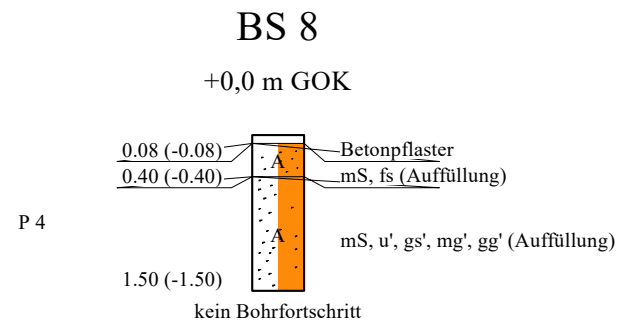 BS 8
+0,0 m GOK
0.08 (-0.08) Betonpflaster
A
0.40 (-0.40) mS, fs (Auffüllung)
P 4
A
mS, u', gs', mg', gg' (Auffüllung)
1.50 (-1.50)
kein Bohrfortschritt